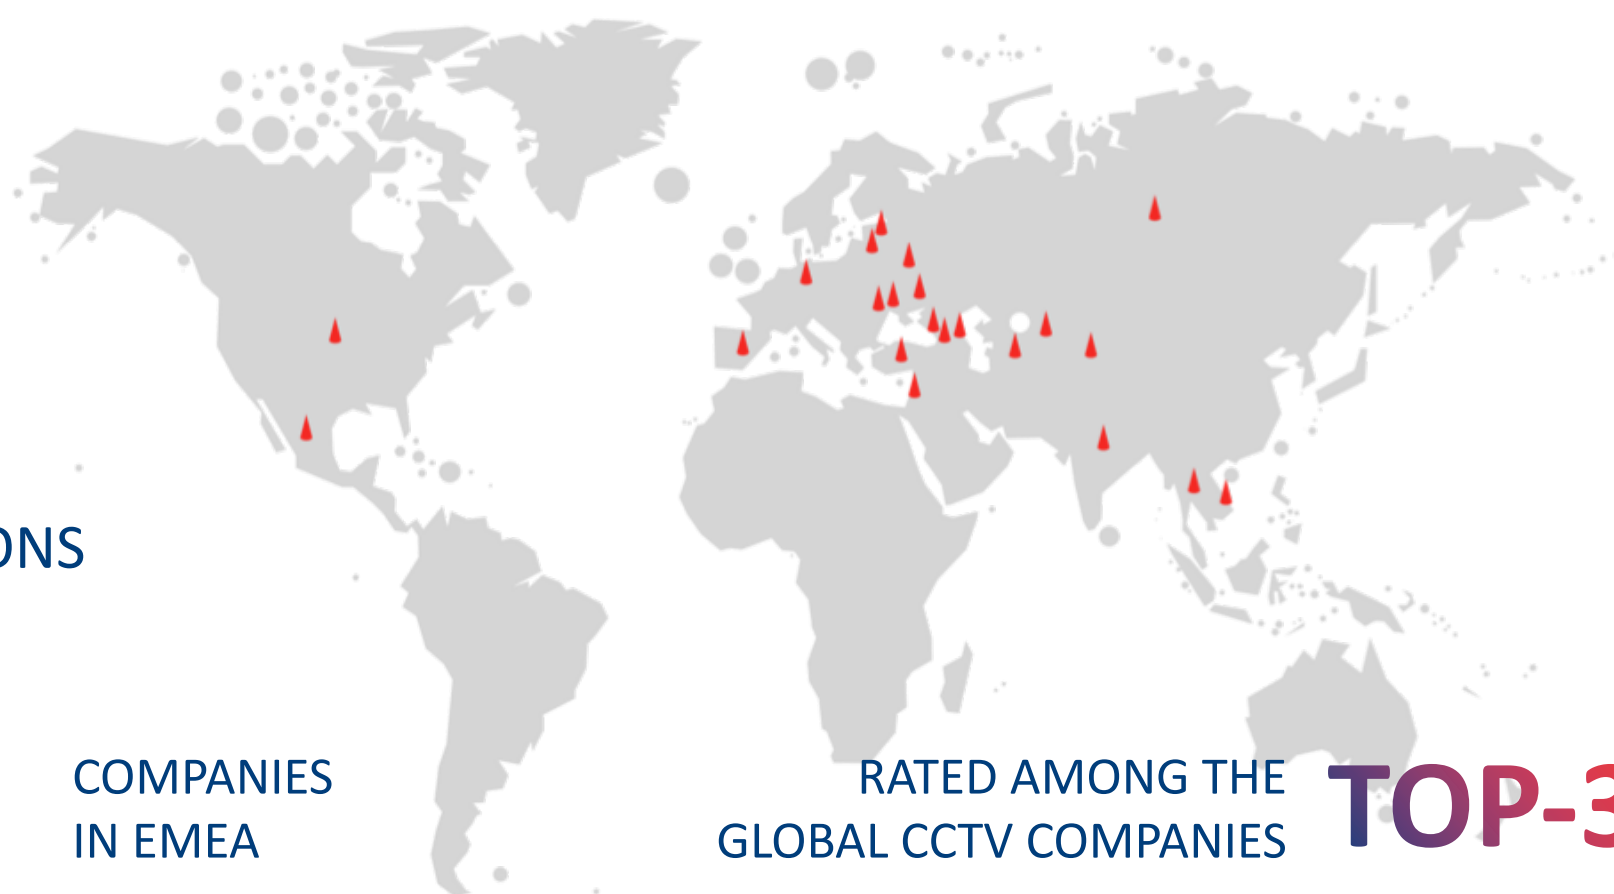 ONS
COMPANIES
IN EMEA
RATED AMONG THE
GLOBAL CCTV COMPANIES
TOP-3